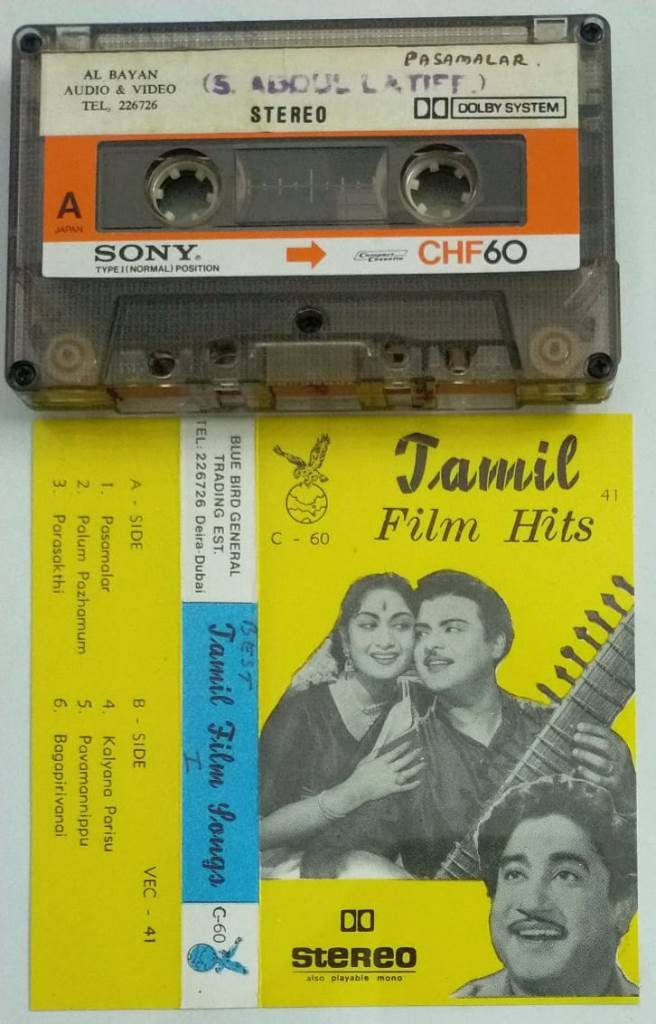 PASAMALAR.
AL BAYAN
AUDIO & VIDEO
TEL, 226726
(S. ABDUL LATIFF.)
STEREO
DOLBY SYSTEM
A
JAPAN
SONY®
TYPE I (NORMAL) POSITION
Compact Cassette
CHF60
Tamil
Film Hits
41
C - 60
stereo
also playable mono
BLUE BIRD GENERAL
TRADING EST.
TEL: 226726 Deira-Dubai
BEST
Tamil Film Songs
I
C-60
A - SIDE
1. Pasamalar
2. Palum Pazhamum
3. Parasakthi
B - SIDE
4. Kalyana Parisu
5. Pavamannippu
6. Bagapirivanai
VEC - 41